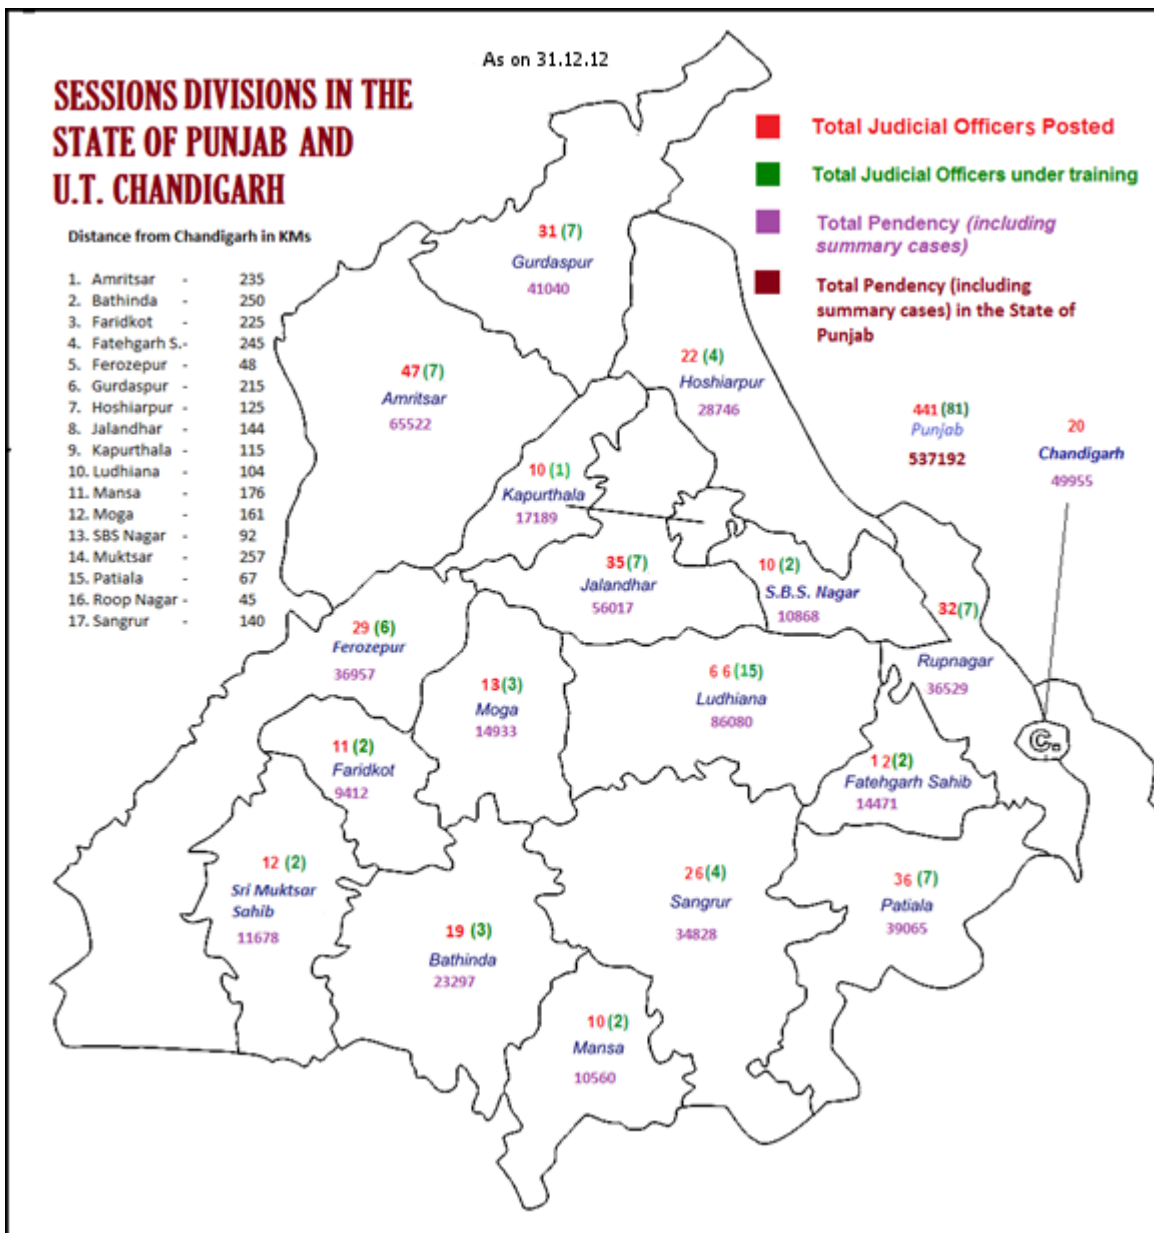 As on 31.12.12
SESSIONS DIVISIONS IN THE
STATE OF PUNJAB AND
U.T. CHANDIGARH
Distance from Chandigarh in KMs
1. Amritsar - 235
2. Bathinda - 250
3. Faridkot - 225
4. Fatehgarh S.- 245
5. Ferozepur - 48
6. Gurdaspur - 215
7. Hoshiarpur - 125
8. Jalandhar - 144
9. Kapurthala - 115
10. Ludhiana - 104
11. Mansa - 176
12. Moga - 161
13. SBS Nagar - 92
14. Muktsar - 257
15. Patiala - 67
16. Roop Nagar - 45
17. Sangrur - 140
Total Judicial Officers Posted
Total Judicial Officers under training
Total Pendency (including
summary cases)
Total Pendency (including
summary cases) in the State of
Punjab
441 (81)
Punjab
537192
20
Chandigarh
49955
31 (7)
Gurdaspur
41040
22 (4)
Hoshiarpur
28746
47 (7)
Amritsar
65522
10 (1)
Kapurthala
17189
35 (7)
Jalandhar
56017
10 (2)
S.B.S. Nagar
10868
32(7)
Rupnagar
36529
29 (6)
Ferozepur
36957
13(3)
Moga
14933
6 6 (15)
Ludhiana
86080
C.
11 (2)
Faridkot
9412
1 2(2)
Fatehgarh Sahib
14471
12 (2)
Sri Muktsar
Sahib
11678
26(4)
Sangrur
34828
36 (7)
Patiala
39065
19 (3)
Bathinda
23297
10 (2)
Mansa
10560